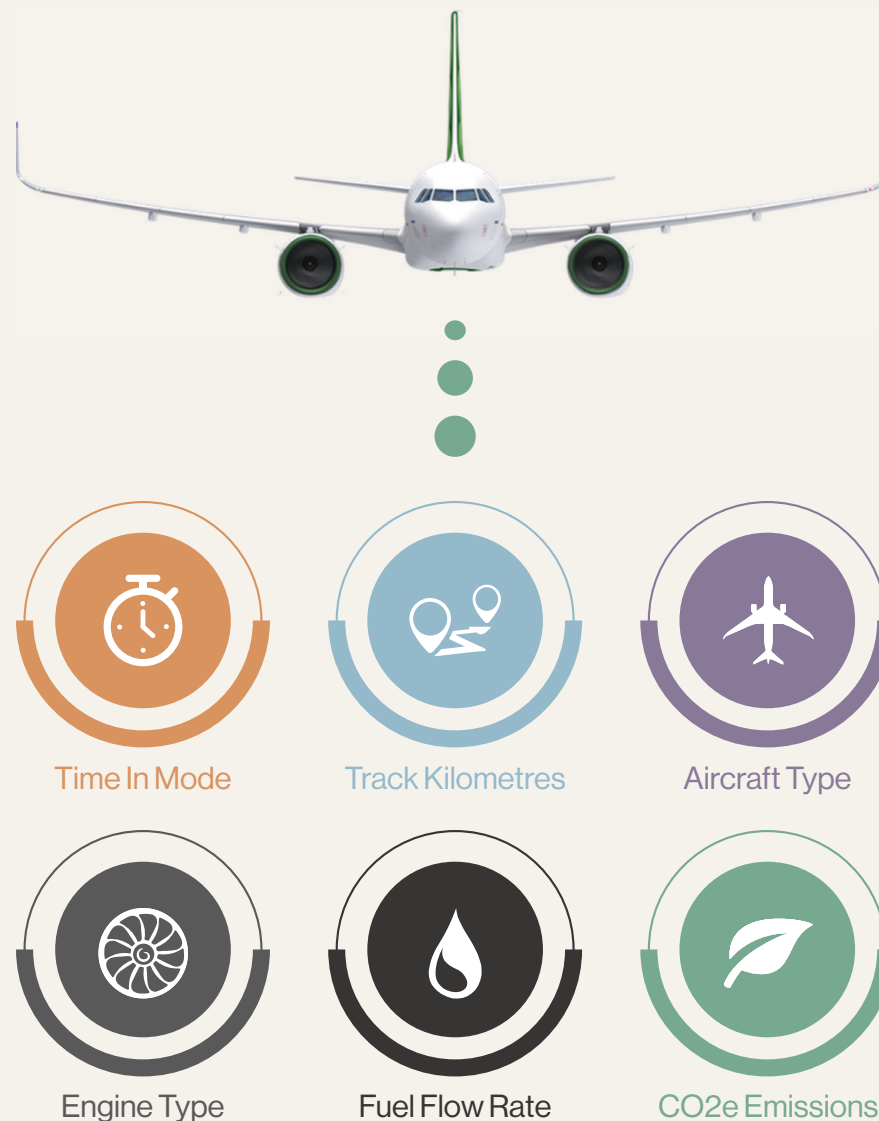 Time In Mode
Track Kilometres
Aircraft Type
Engine Type
Fuel Flow Rate
CO2e Emissions